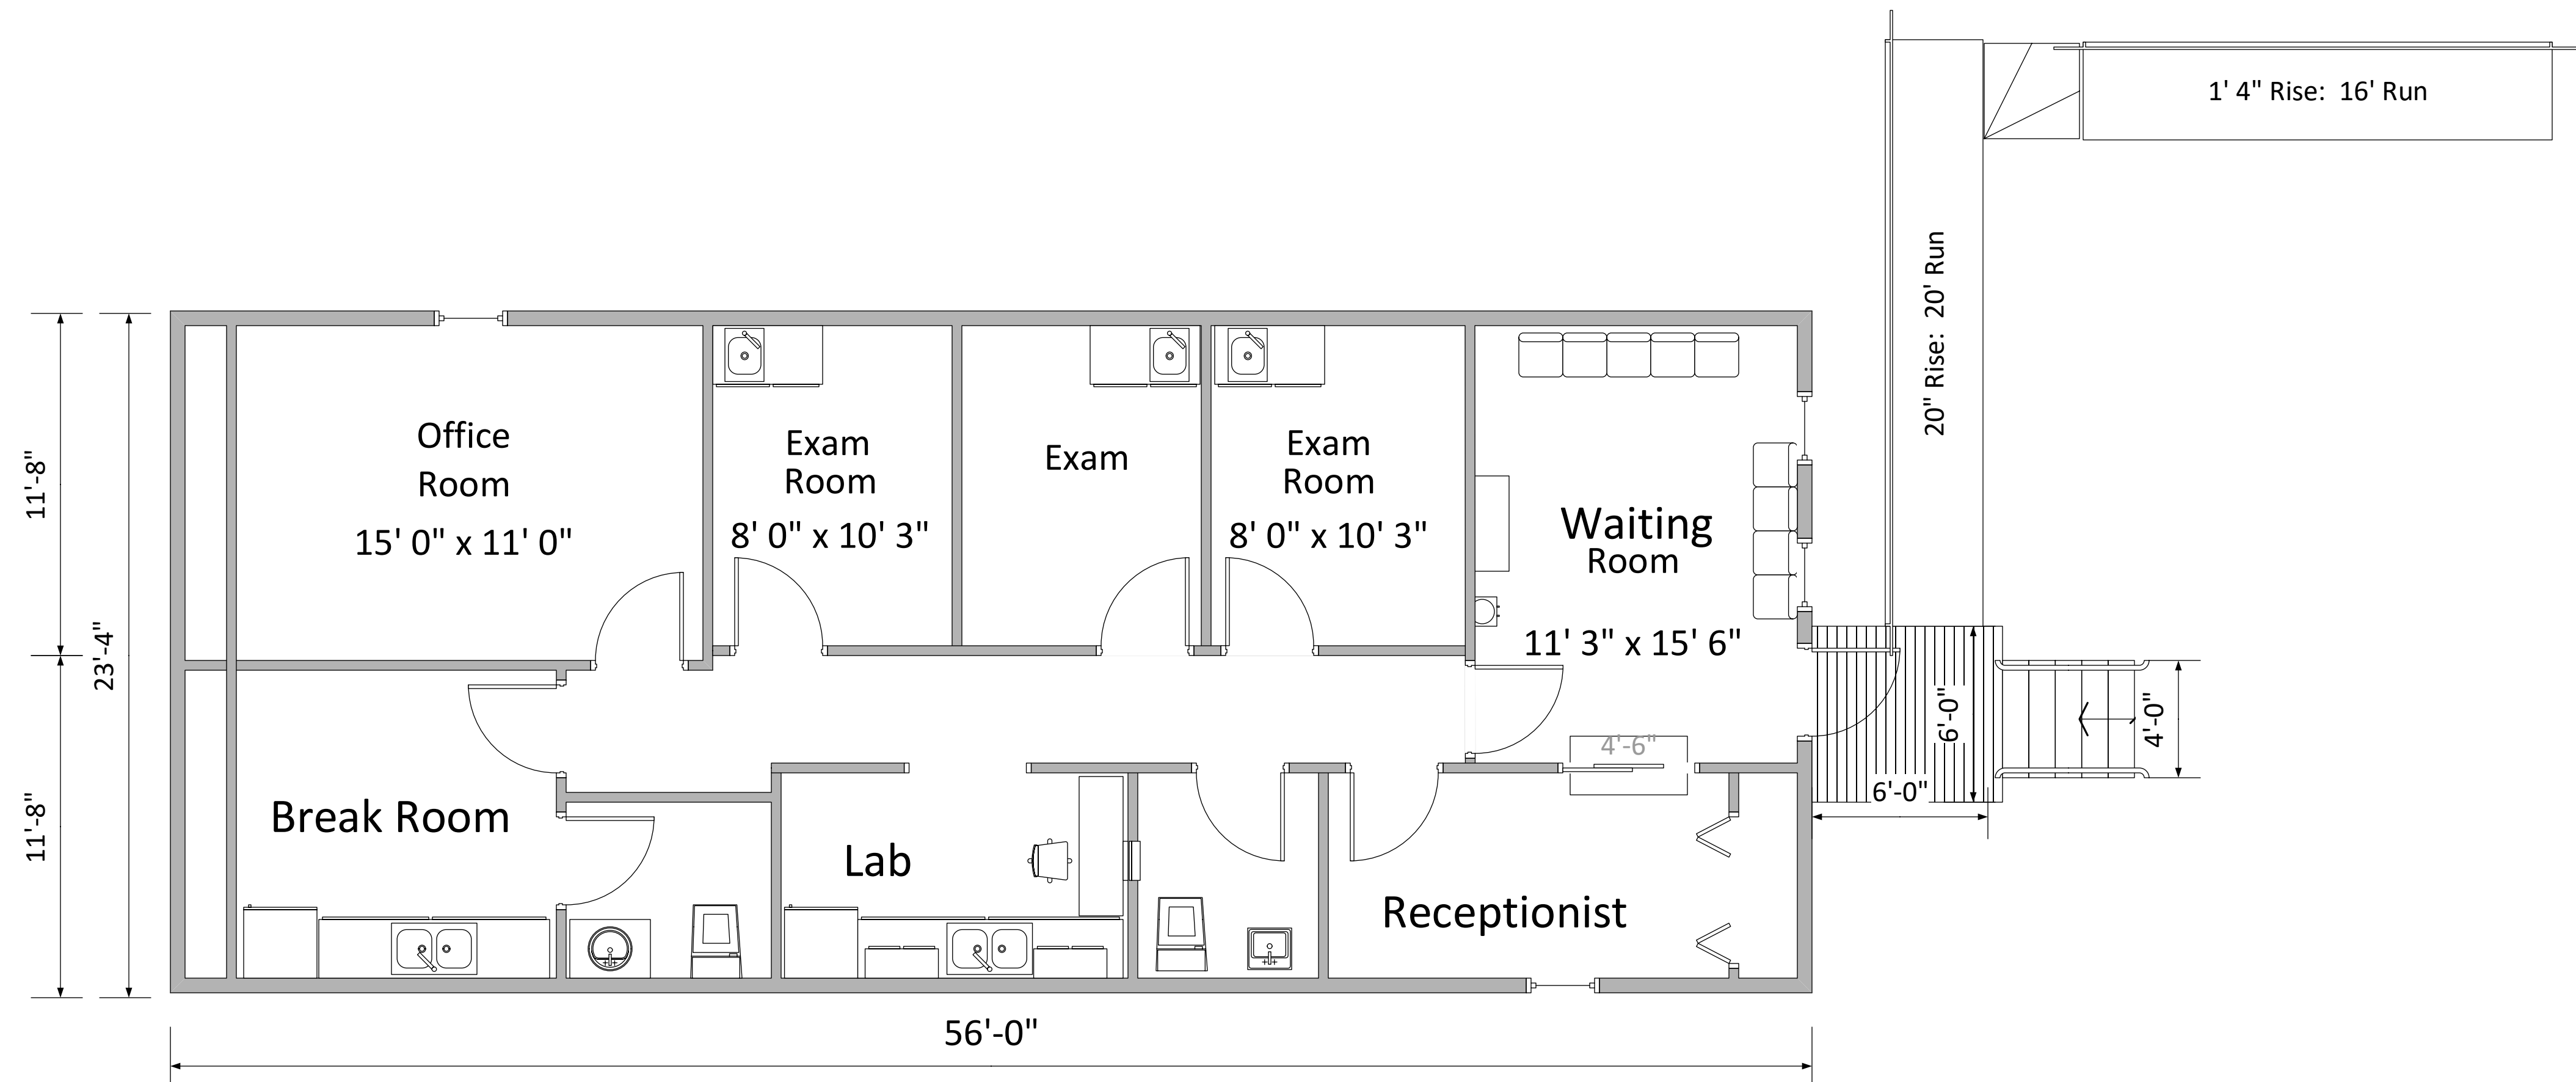 1' 4" Rise:  16' Run
20" Rise:  20' Run
11'-8"
23'-4"
Office
Room
15' 0" x 11' 0"
Exam
Room
8' 0" x 10' 3"
Exam
Exam
Room
8' 0" x 10' 3"
Waiting
Room
11' 3" x 15' 6"
4'-6"
6'-0"
4'-0"
6'-0"
11'-8"
Break Room
Lab
Receptionist
56'-0"